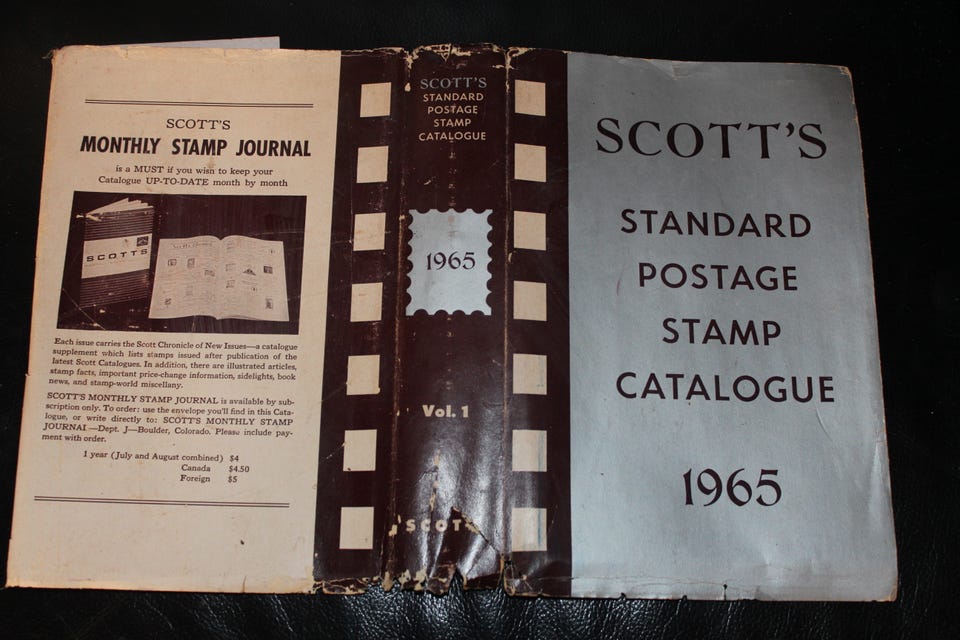 SCOTT'S
MONTHLY STAMP JOURNAL
is a MUST if you wish to keep your
Catalogue UP-TO-DATE month by month
SCOTTS
Each issue carries the Scott Chronicle of New Issues—a catalogue
supplement which lists stamps issued after publication of the
latest Scott Catalogues. In addition, there are illustrated articles,
stamp facts, important price-change information, sidelights, book
news, and stamp-world miscellany.
SCOTT'S MONTHLY STAMP JOURNAL is available by sub-
scription only. To order: use the envelope you'll find in this Cata-
logue, or write directly to: SCOTT'S MONTHLY STAMP
JOURNAL—Dept. J—Boulder, Colorado. Please include pay-
ment with order.
1 year (July and August combined) $4
Canada $4.50
Foreign $5
SCOTT'S
STANDARD
POSTAGE
STAMP
CATALOGUE
1965
Vol. 1
SCOTT
SCOTT'S
STANDARD
POSTAGE
STAMP
CATALOGUE
1965